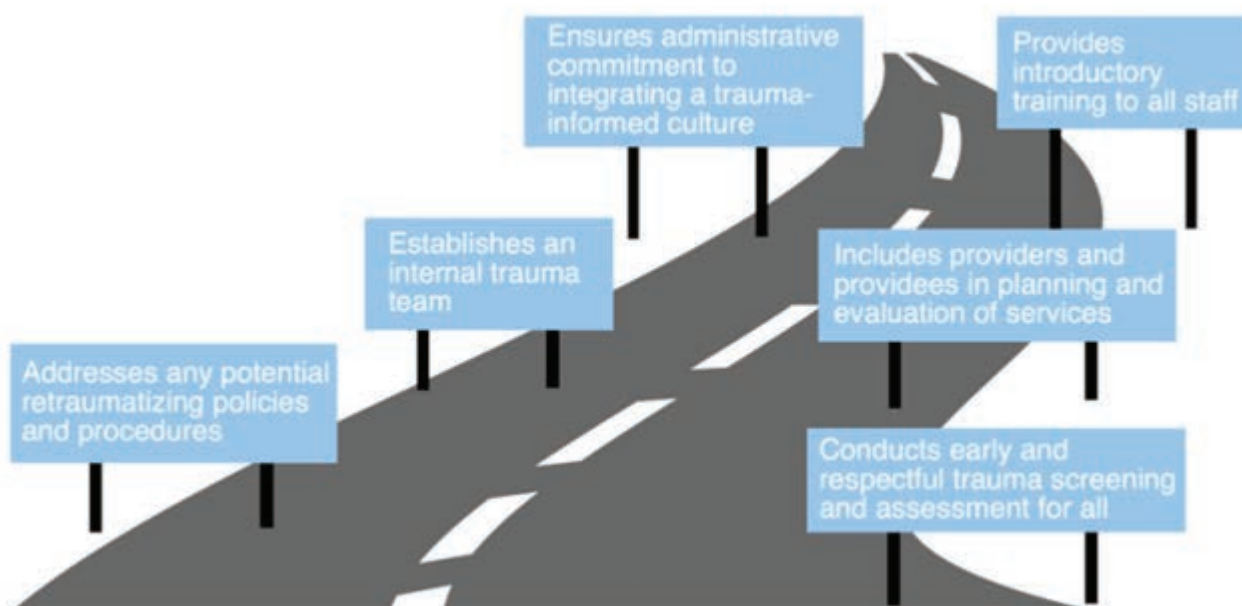 Ensures administrative
commitment to
integrating a trauma-
informed culture
Provides
introductory
training to all staff
Establishes an
internal trauma
team
Includes providers and
providees in planning and
evaluation of services
Addresses any potential
retraumatizing policies
and procedures
Conducts early and
respectful trauma screening
and assessment for all